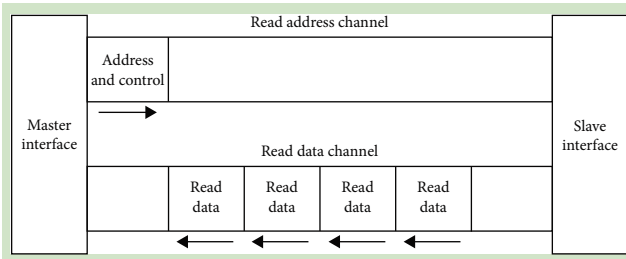 Read address channel
Address
and control
Master
interface
Slave
interface
Read data channel
Read
data
Read
data
Read
data
Read
data